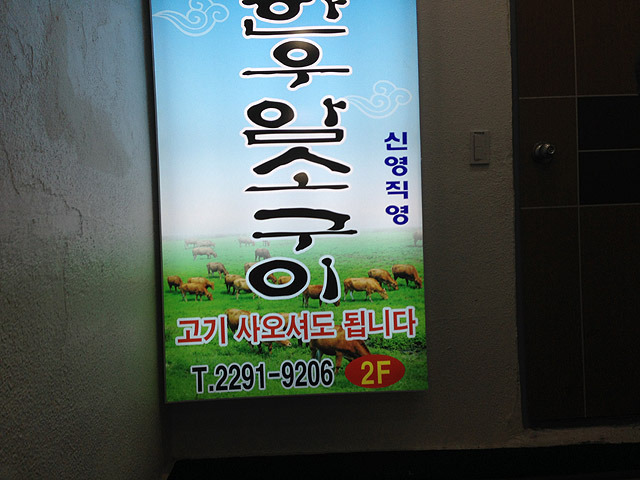 한우암소구이
신영직영
고기 사오셔도 됩니다
T.2291-9206 2F